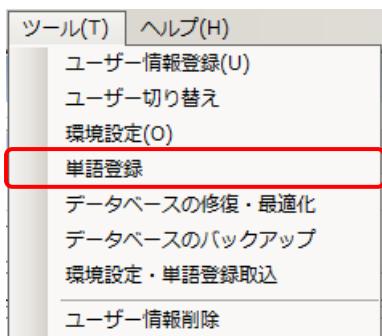 ツール(T) ヘルプ(H)
ユーザー情報登録(U)
ユーザー切り替え
環境設定(O)
単語登録
データベースの修復・最適化
データベースのバックアップ
環境設定・単語登録取込
ユーザー情報削除